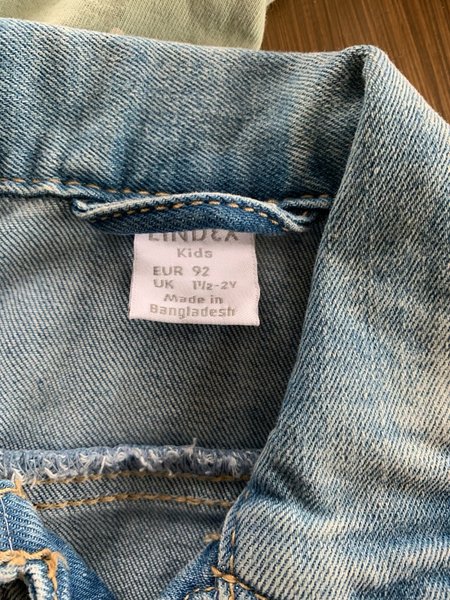 LINDEX
Kids
EUR 92
UK 1½-2Y
Made in
Bangladesh